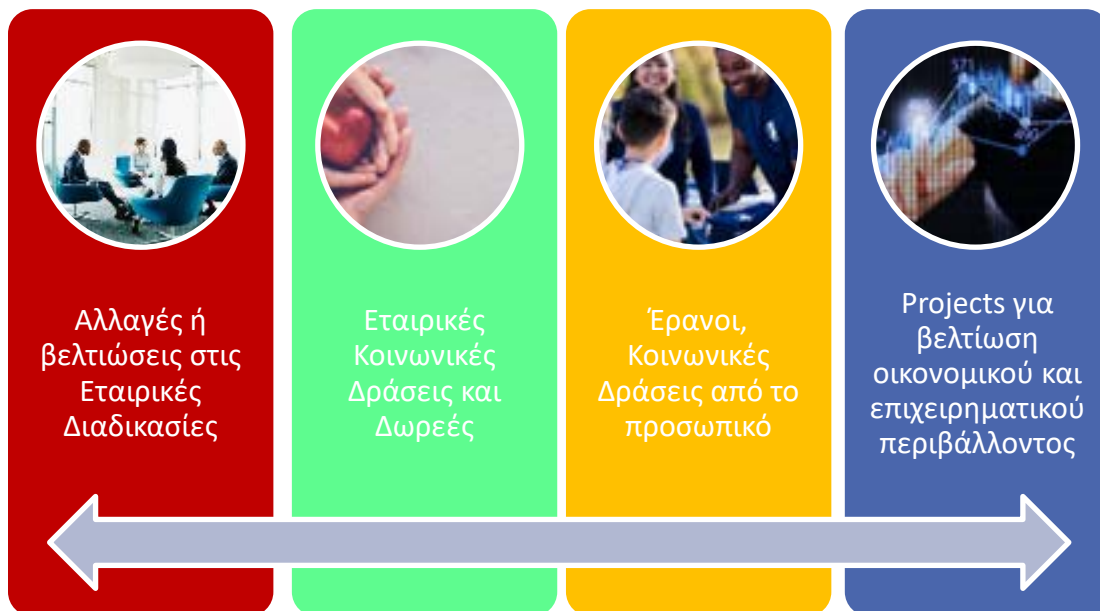 Αλλαγές ή
βελτιώσεις στις
Εταιρικές
Διαδικασίες
Εταιρικές
Κοινωνικές
Δράσεις και
Δωρεές
Έρανοι,
Κοινωνικές
Δράσεις από το
προσωπικό
571
Projects για
βελτίωση
οικονομικού και
επιχειρηματικού
περιβάλλοντος